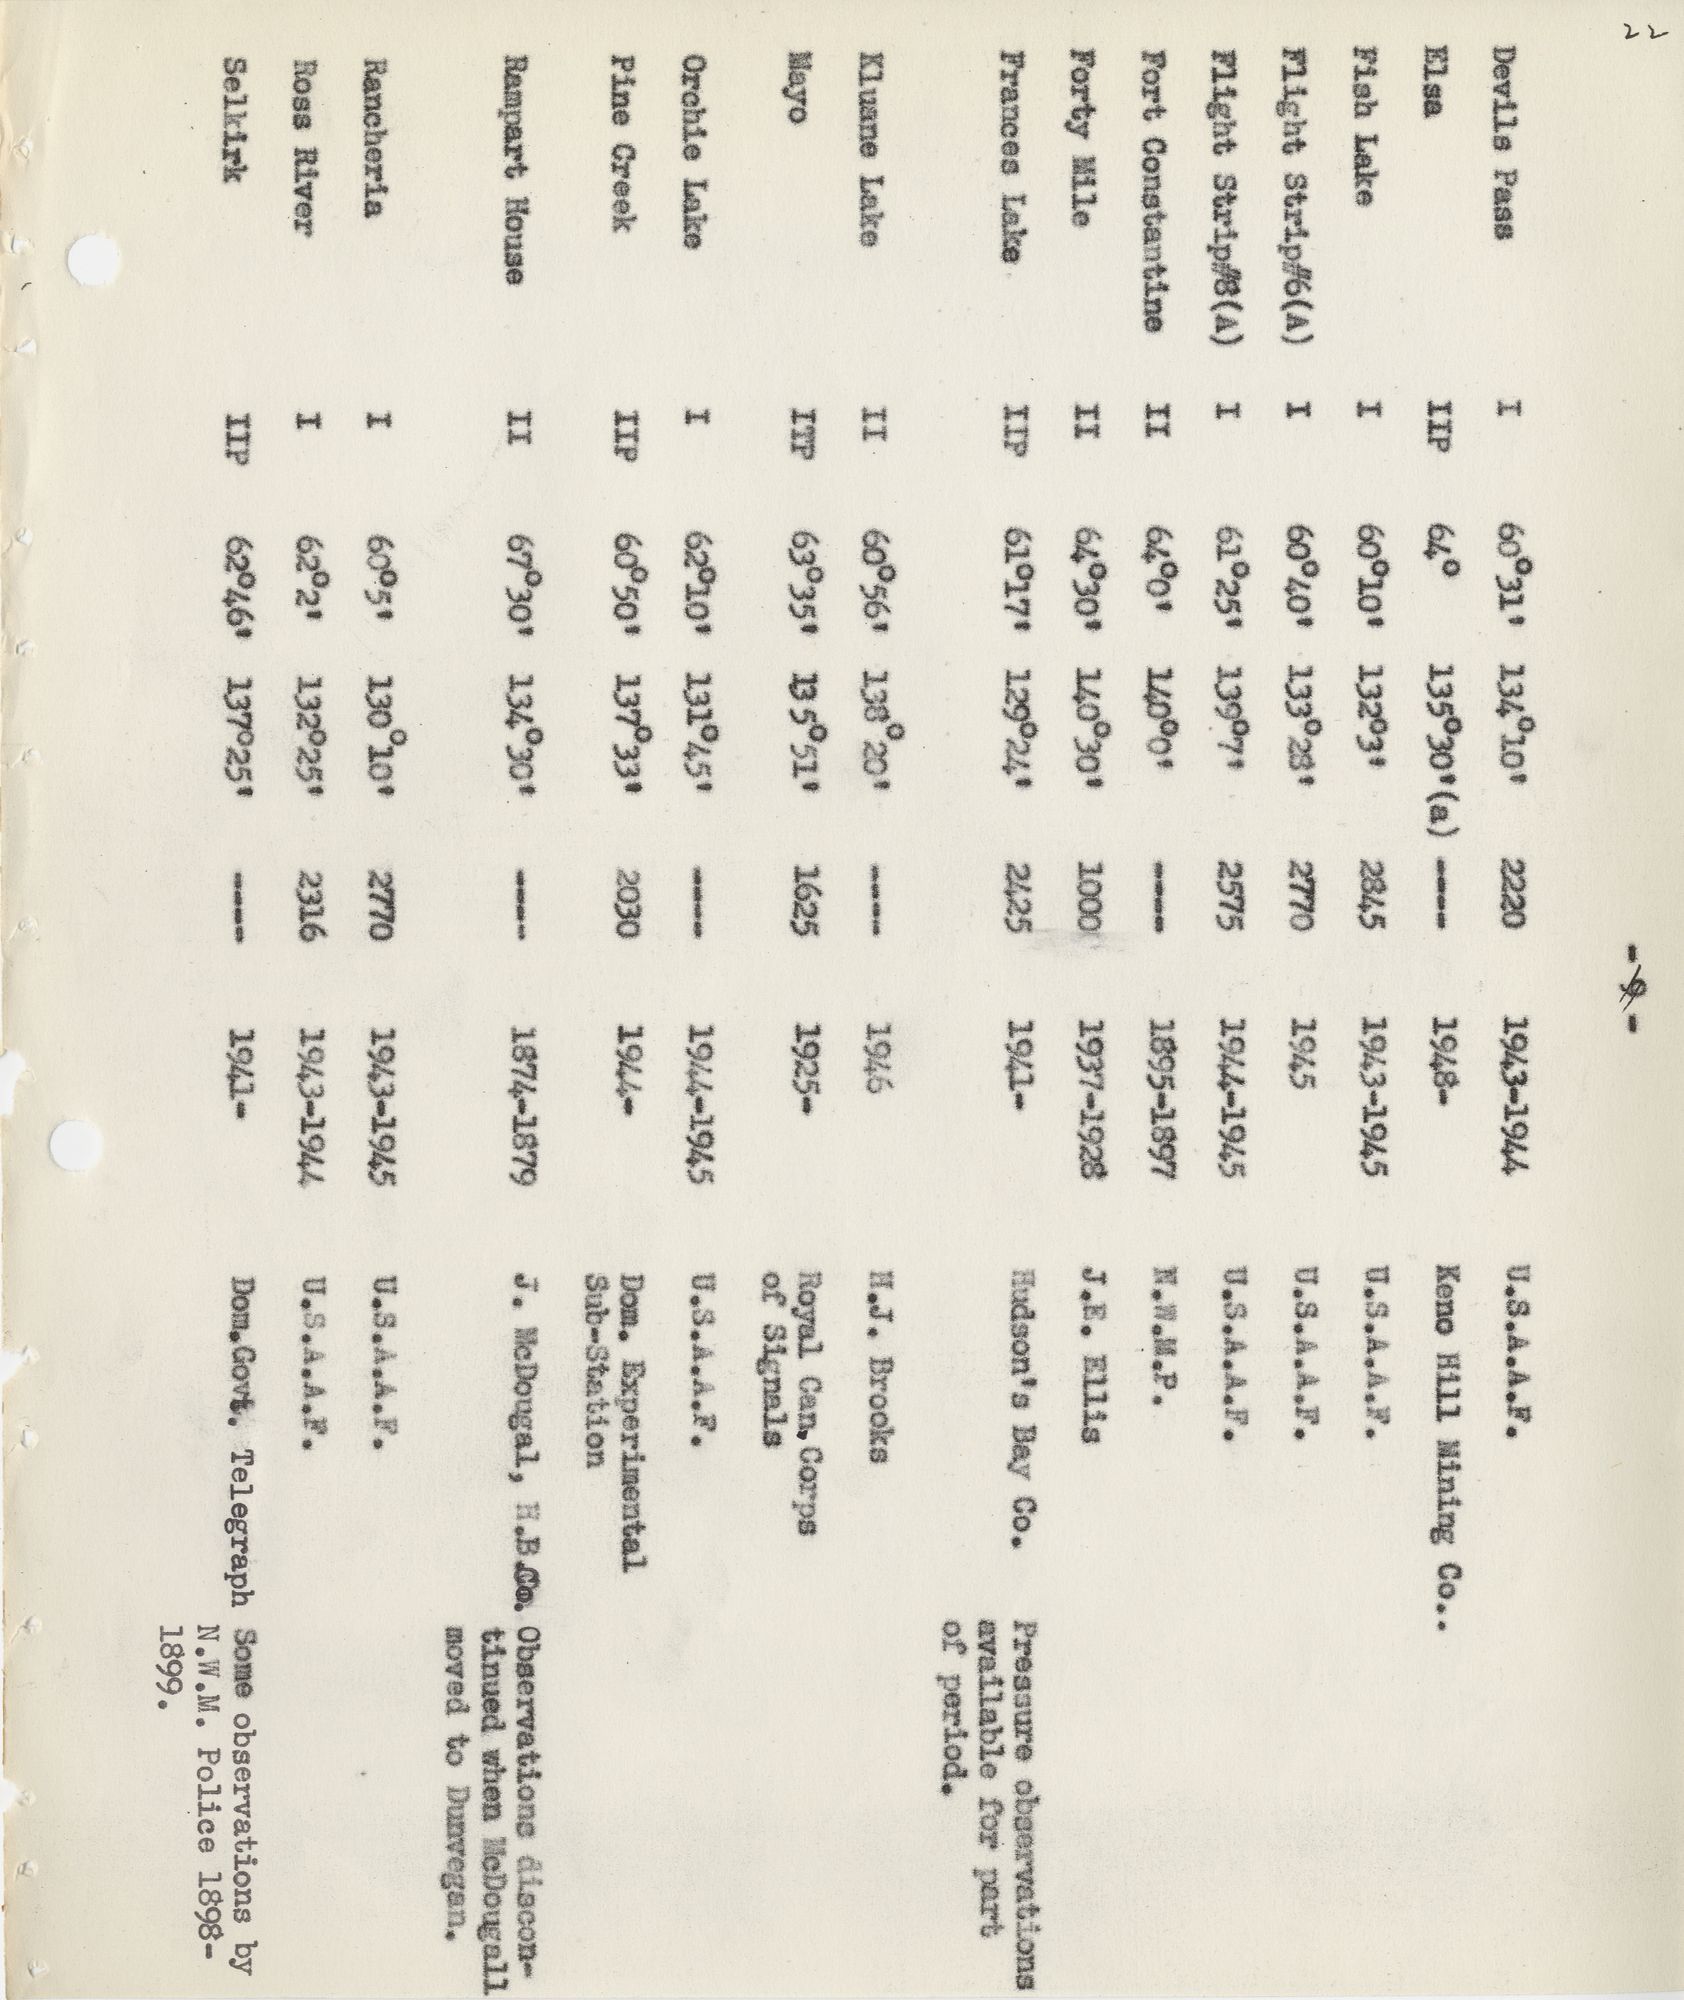 22
- 9 -
Devils Pass I 60°31' 134°10' 2220 1943-1944 U.S.A.A.F.
Elsa IIP 64° 135°30'(a) ---- 1948- Keno Hill Mining Co..
Fish Lake I 60°10' 132°3' 2845 1943-1945 U.S.A.A.F.
Flight Strip#6(A) I 60°40' 133°28' 2770 1945 U.S.A.A.F.
Flight Strip#8(A) I 61°25' 139°7' 2575 1944-1945 U.S.A.A.F.
Fort Constantine II 64°0' 140°0' ---- 1895-1897 N.W.M.P.
Forty Mile II 64°30' 140°30' 1000 1937-1928 J.E. Ellis
Frances Lake IIP 61°17' 129°24' 2425 1941- Hudson's Bay Co. Pressure observations
available for part
of period.
Kluane Lake II 60°56' 138°20' ---- 1946 H.J. Brooks
Mayo ITP 63°35' 135°51' 1625 1925- Royal Can. Corps
of Signals
Orchie Lake I 62°10' 131°45' ---- 1944-1945 U.S.A.A.F.
Pine Creek IIP 60°50' 137°33' 2030 1944- Dom. Experimental
Sub-Station
Rampart House II 67°30' 134°30' ---- 1874-1879 J. McDougal, H.B.Co. Observations discon-
tinued when McDougall
moved to Dunvegan.
Rancheria I 60°5' 130°10' 2770 1943-1945 U.S.A.A.F.
Ross River I 62°2' 132°25' 2316 1943-1944 U.S.A.A.F.
Selkirk IIP 62°46' 137°25' ---- 1941- Dom.Govt. Telegraph Some observations by
N.W.M. Police 1898-
1899.